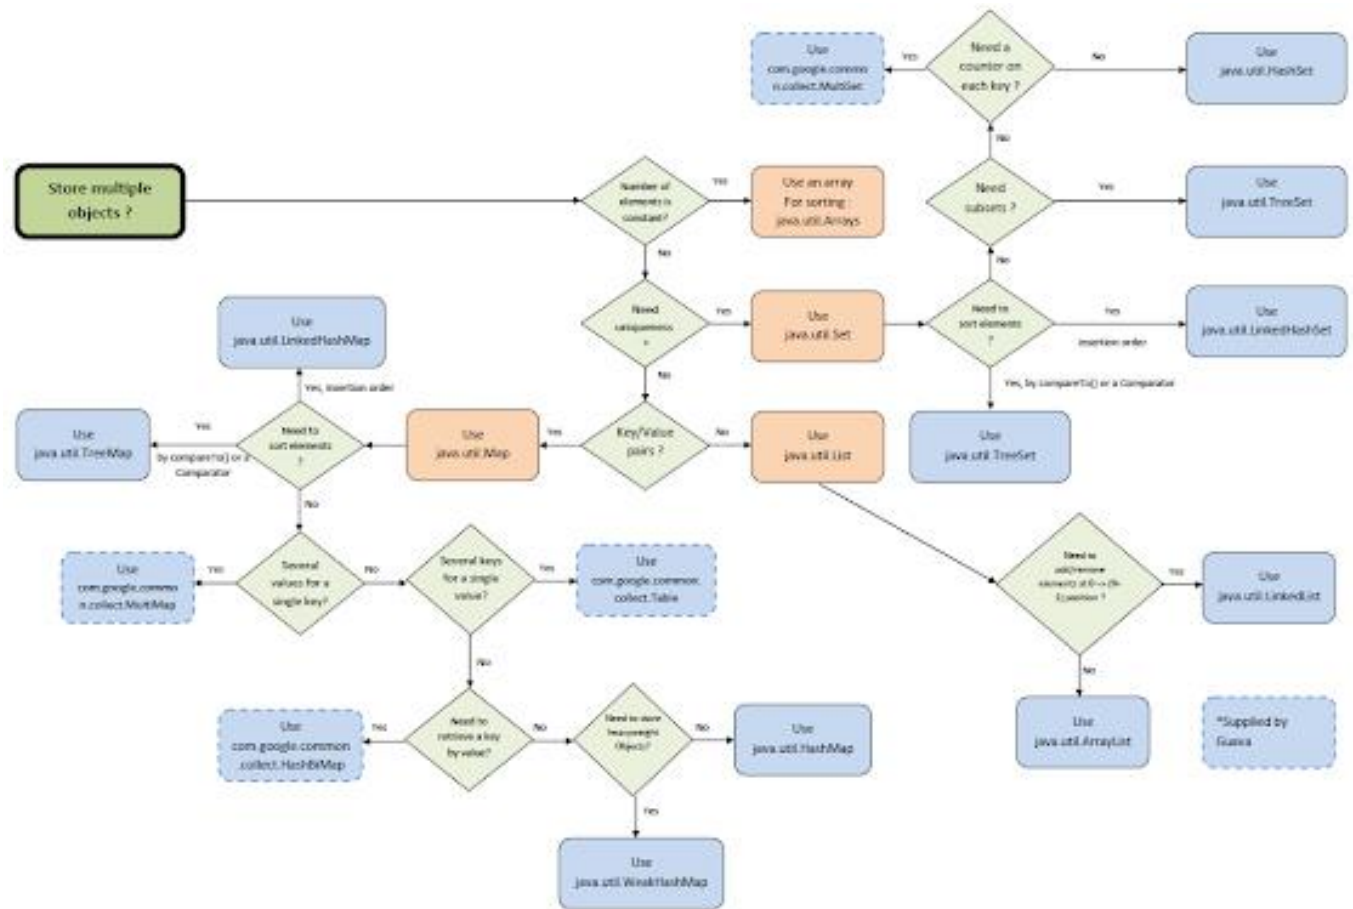 Use
com.google.commo
n.collect.MultiSet
Yes
Need a
counter on
each key ?
No
Use
java.util.HashSet
No
Store multiple
objects ?
Number of
elements is
constant?
Yes
Use an array
For sorting :
java.util.Arrays
Need
subsets ?
Yes
Use
java.util.TreeSet
No
No
Use
java.util.LinkedHashMap
Need
uniqueness
Yes
Use
java.util.Set
Need to
sort elements
?
Yes
Insertion order
Use
java.util.LinkedHashSet
Yes, insertion order
No
Yes, by compareTo() or a Comparator
Use
java.util.TreeMap
Yes
by compareTo() or a
Comparator
Need to
sort elements
?
Use
java.util.Map
Yes
Key/Value
pairs ?
No
Use
java.util.List
Use
java.util.TreeSet
No
Use
com.google.commo
n.collect.MultiMap
Yes
Several
values for a
single key?
No
Several keys
for a single
value?
Yes
Use
com.google.common.
collect.Table
Need to
add/remove
elements at
Yes
Use
java.util.LinkedList
No
No
Use
com.google.common
.collect.HashBiMap
Yes
Need to
retrieve a key
by value?
No
Need to store
heavweight
Objects?
No
Use
java.util.HashMap
Use
java.util.ArrayList
*Supplied by
Guava
Yes
Use
java.util.WeakHashMap